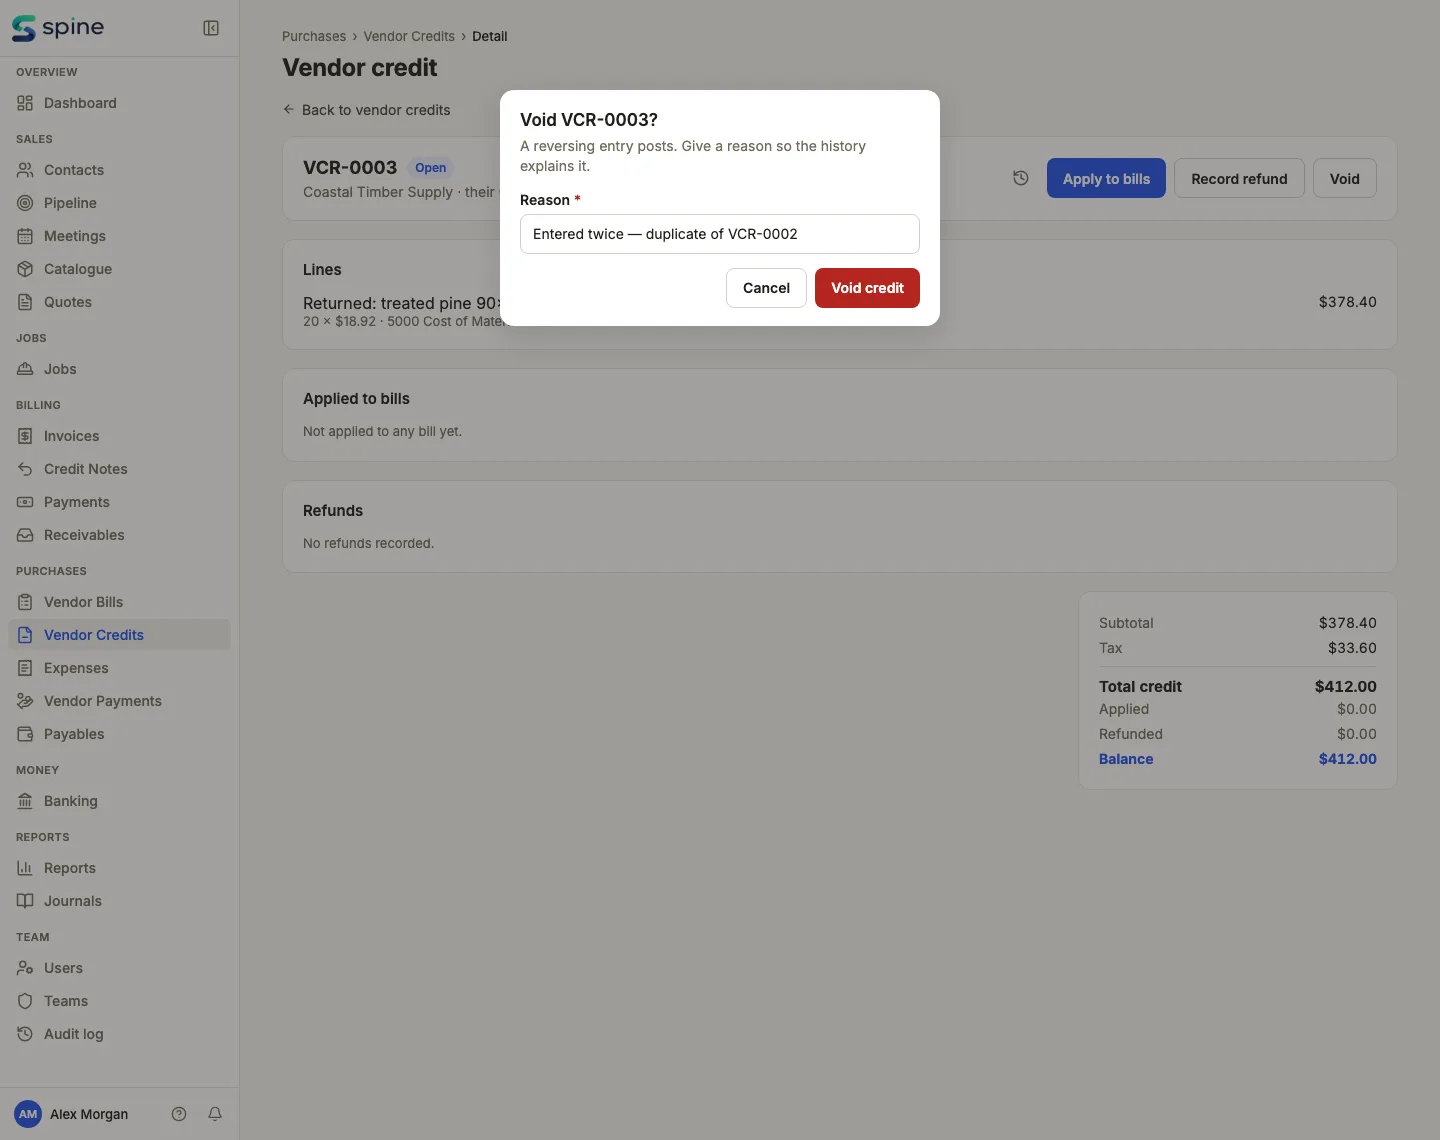 spine
OVERVIEW
Dashboard
SALES
Contacts
Pipeline
Meetings
Catalogue
Quotes
JOBS
Jobs
BILLING
Invoices
Credit Notes
Payments
Receivables
PURCHASES
Vendor Bills
Vendor Credits
Expenses
Vendor Payments
Payables
MONEY
Banking
REPORTS
Reports
Journals
TEAM
Users
Teams
Audit log
AM Alex Morgan
Purchases › Vendor Credits › Detail
Vendor credit
Back to vendor credits
VCR-0003 Open
Coastal Timber Supply · their
Apply to bills Record refund Void
Void VCR-0003?
A reversing entry posts. Give a reason so the history
explains it.
Reason *
Entered twice — duplicate of VCR-0002
Cancel Void credit
Lines
Returned: treated pine 90
$378.40
20 × $18.92 · 5000 Cost of
Applied to bills
Not applied to any bill yet.
Refunds
No refunds recorded.
Subtotal $378.40
Tax $33.60
Total credit $412.00
Applied $0.00
Refunded $0.00
Balance $412.00